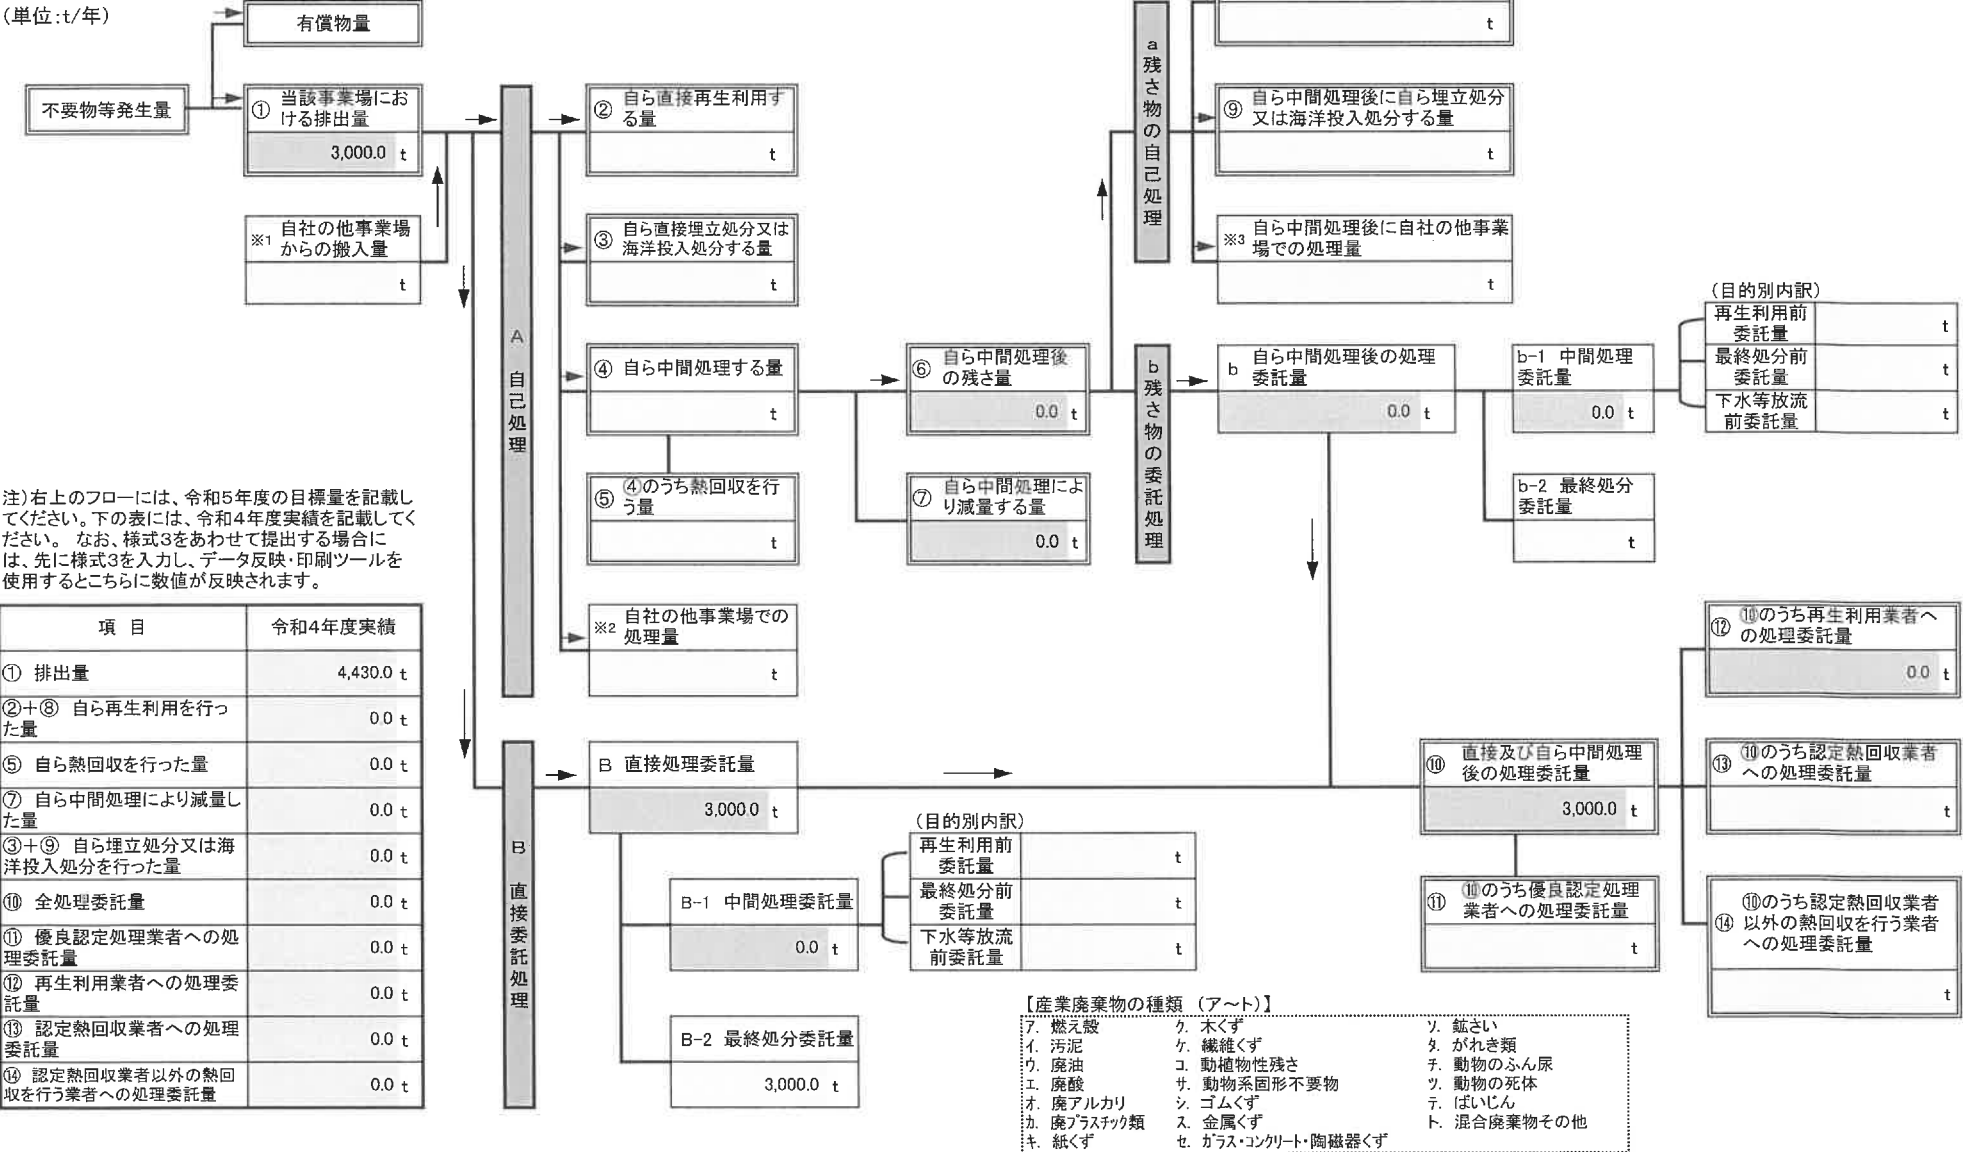 (単位:t/年)
有償物量
不要物等発生量
① 当該事業場にお
ける排出量
3,000.0 t
※1 自社の他事業場
からの搬入量
t
A 自己処理
② 自ら直接再生利用す
る量
t
③ 自ら直接埋立処分又は
海洋投入処分する量
t
④ 自ら中間処理する量
t
⑤ ④のうち熱回収を行
う量
t
※2 自社の他事業場での
処理量
t
⑥ 自ら中間処理後
の残さ量
0.0 t
⑦ 自ら中間処理によ
り減量する量
0.0 t
a 残さ物の自己処理
t
⑨ 自ら中間処理後に自ら埋立処分
又は海洋投入処分する量
t
※3 自ら中間処理後に自社の他事業
場での処理量
t
b 残さ物の委託処理
b 自ら中間処理後の処理
委託量
0.0 t
b-1 中間処理
委託量
0.0 t
b-2 最終処分
委託量
t
(目的別内訳)
再生利用前
委託量
t
最終処分前
委託量
t
下水等放流
前委託量
t
注)右上のフローには、令和5年度の目標量を記載し
てください。下の表には、令和4年度実績を記載してく
ださい。 なお、様式3をあわせて提出する場合に
は、先に様式3を入力し、データ反映・印刷ツールを
使用するとこちらに数値が反映されます。
項 目 令和4年度実績
① 排出量 4,430.0 t
②+⑧ 自ら再生利用を行っ
た量
0.0 t
⑤ 自ら熱回収を行った量 0.0 t
⑦ 自ら中間処理により減量し
た量
0.0 t
③+⑨ 自ら埋立処分又は海
洋投入処分を行った量
0.0 t
⑩ 全処理委託量 0.0 t
⑪ 優良認定処理業者への処
理委託量
0.0 t
⑫ 再生利用業者への処理委
託量
0.0 t
⑬ 認定熱回収業者への処理
委託量
0.0 t
⑭ 認定熱回収業者以外の熱回
収を行う業者への処理委託量
0.0 t
B 直接委託処理
B 直接処理委託量
3,000.0 t
B-1 中間処理委託量
0.0 t
B-2 最終処分委託量
3,000.0 t
(目的別内訳)
再生利用前
委託量
t
最終処分前
委託量
t
下水等放流
前委託量
t
⑩ 直接及び自ら中間処理
後の処理委託量
3,000.0 t
⑪ ⑩のうち優良認定処理
業者への処理委託量
t
⑫ ⑩のうち再生利用業者へ
の処理委託量
0.0 t
⑬ ⑩のうち認定熱回収業者
への処理委託量
t
⑭ ⑩のうち認定熱回収業者
以外の熱回収を行う業者
への処理委託量
t
【産業廃棄物の種類 (ア〜ト)】
ア. 燃え殻 ク. 木くず ソ. 鉱さい
イ. 汚泥 ケ. 繊維くず タ. がれき類
ウ. 廃油 コ. 動植物性残さ チ. 動物のふん尿
エ. 廃酸 サ. 動物系固形不要物 ツ. 動物の死体
オ. 廃アルカリ シ. ゴムくず テ. ばいじん
カ. 廃プラスチック類 ス. 金属くず ト. 混合廃棄物その他
キ. 紙くず セ. ガラス・コンクリート・陶磁器くず